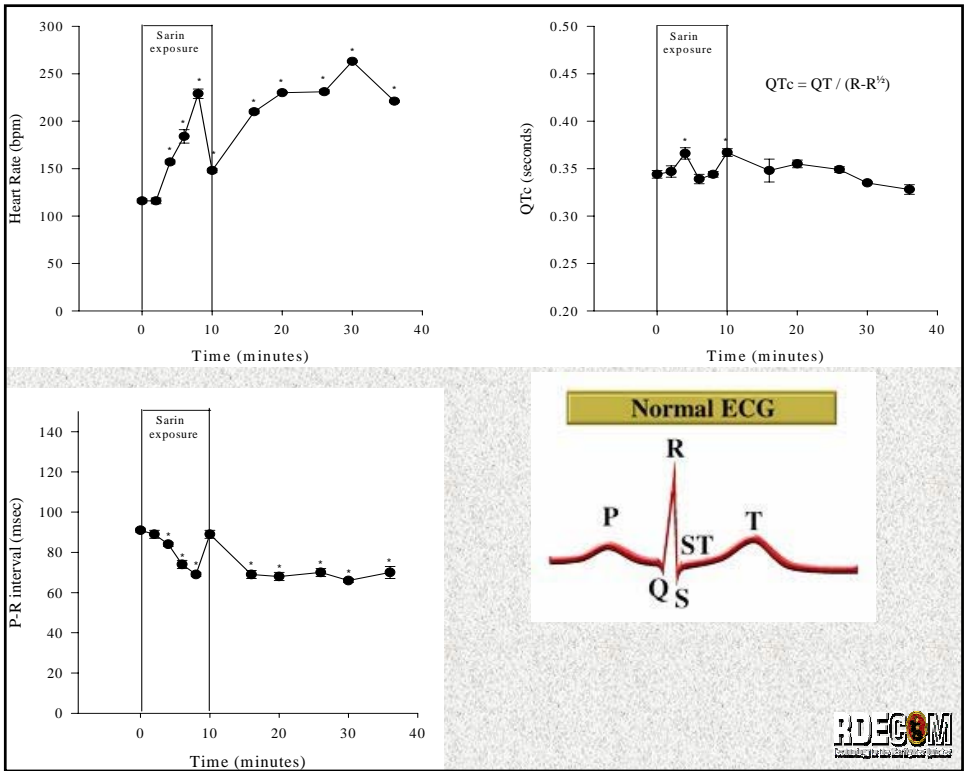 300
250
200
150
100
50
0
Heart Rate (bpm)
Sarin
exposure
* * * * * * * * * *
0 10 20 30 40
Time (minutes)
0.50
0.45
0.40
0.35
0.30
0.25
0.20
QTc (seconds)
Sarin
exposure
QTc = QT / (R-R½)
* *
0 10 20 30 40
Time (minutes)
140
120
100
80
60
40
20
0
P-R interval (msec)
Sarin
exposure
* * * * * * * *
0 10 20 30 40
Time (minutes)
Normal ECG
R
P
T
ST
Q
S
RDECOM